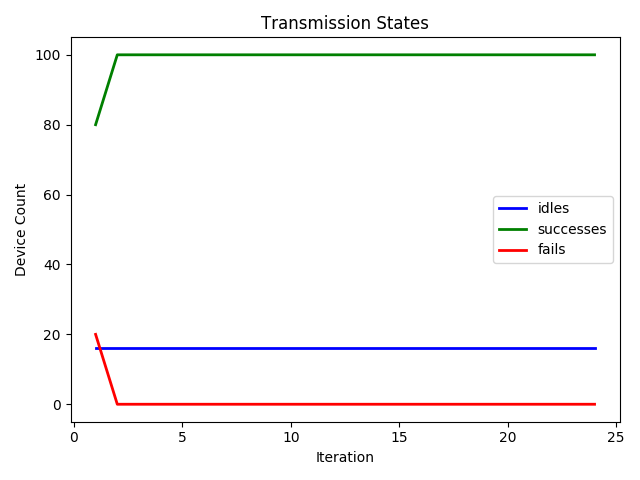 Transmission States
Device Count
100
80
60
40
20
0
idles
successes
fails
0 5 10 15 20 25
Iteration